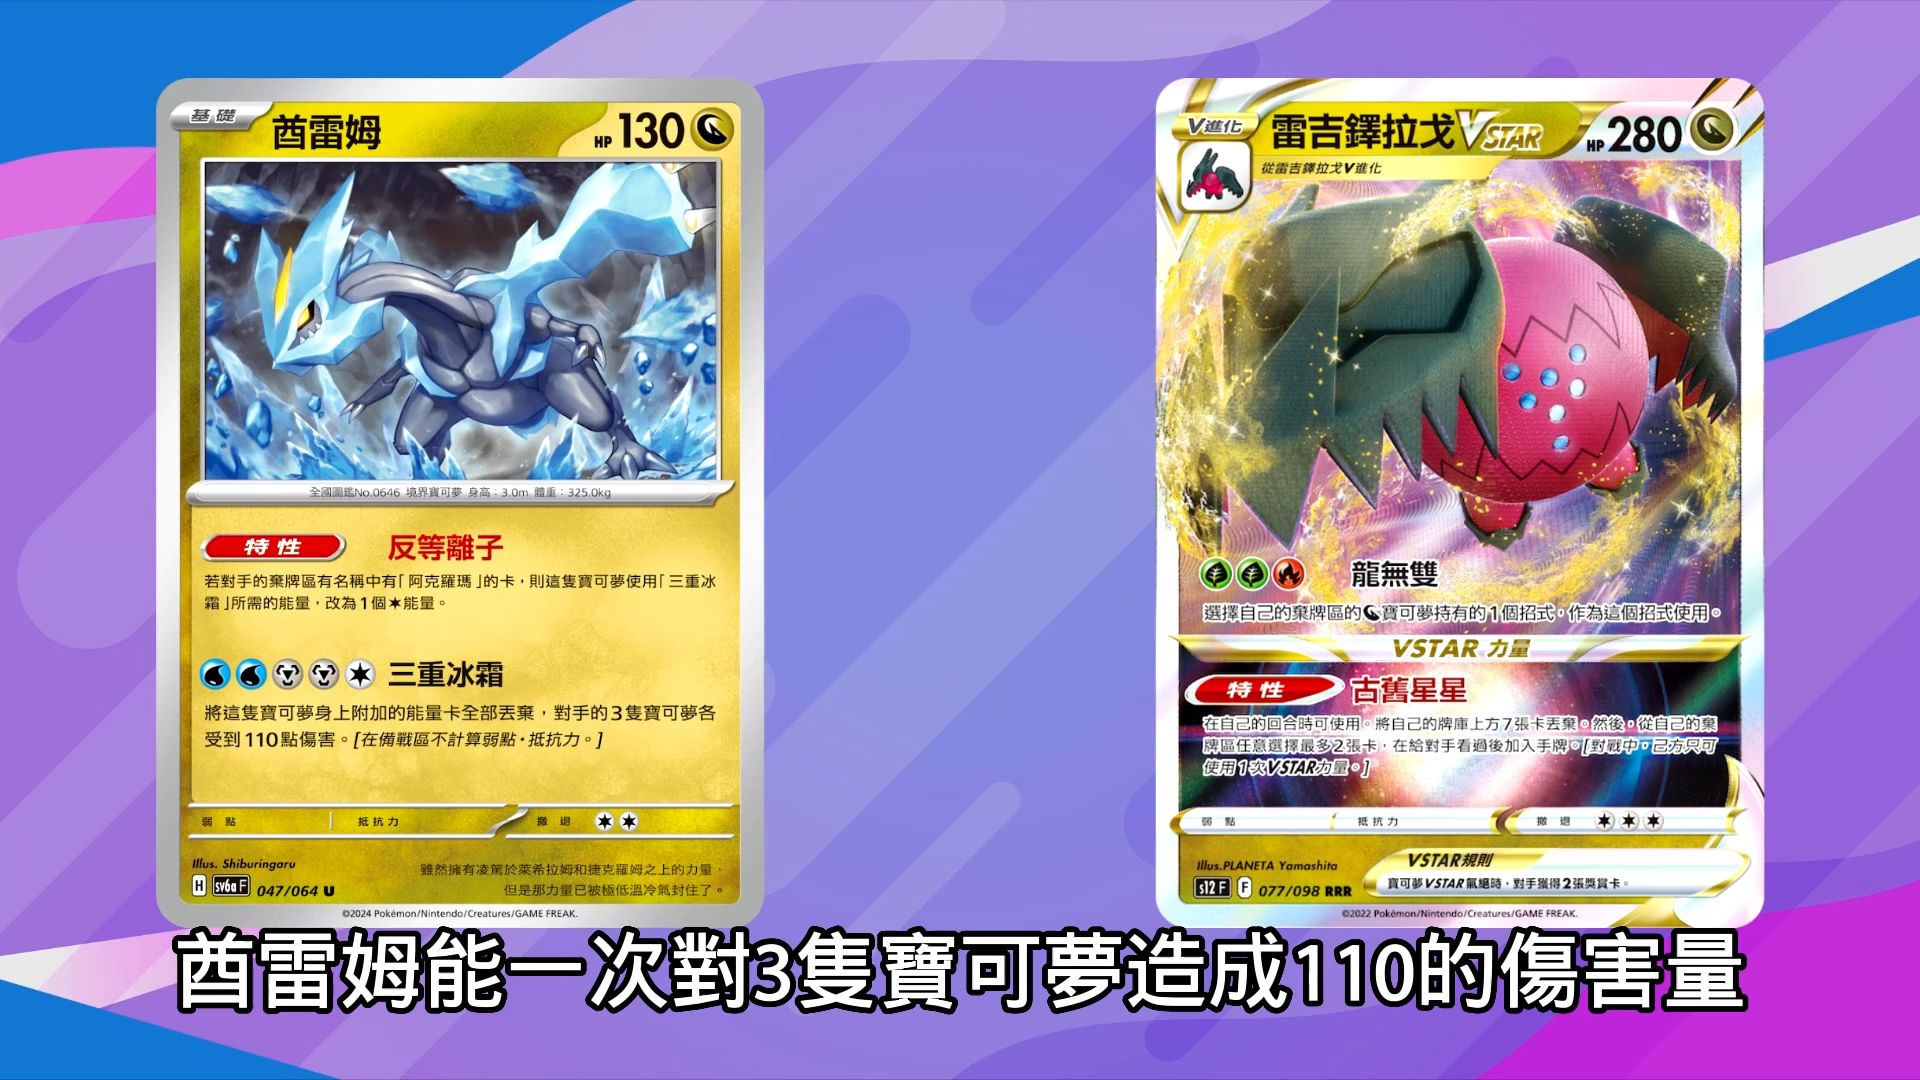 基礎
酋雷姆
HP 130
全國圖鑑No.0646 境界寶可夢 身高：3.0m 體重：325.0kg
特性 反等離子
若對手的棄牌區有名稱中有「阿克羅瑪」的卡，則這隻寶可夢使用「三重冰
霜」所需的能量，改為1個能量。
三重冰霜
將這隻寶可夢身上附加的能量卡全部丟棄，對手的3隻寶可夢各
受到110點傷害。[在備戰區不計算弱點・抵抗力。]
弱點 抵抗力 撤退
Illus. Shiburingaru
H sv6a F 047/064 U
雖然擁有凌駕於萊希拉姆和捷克羅姆之上的力量，
但是那力量已被極低溫冷氣封住了。
©2024 Pokémon/Nintendo/Creatures/GAME FREAK.
V進化
雷吉鐸拉戈VSTAR
HP 280
從雷吉鐸拉戈V進化
龍無雙
選擇自己的棄牌區的寶可夢持有的1個招式，作為這個招式使用。
VSTAR 力量
特性 古舊星星
在自己的回合時可使用。將自己的牌庫上方7張卡丟棄。然後，從自己的棄
牌區任意選擇最多2張卡，在給對手看過後加入手牌。[對戰中，己方只可
使用1次VSTAR力量。]
弱點 抵抗力 撤退
Illus.PLANETA Yamashita
s12 F F 077/098 RRR
VSTAR規則
寶可夢VSTAR氣絕時，對手獲得2張獎賞卡。
©2022 Pokémon/Nintendo/Creatures/GAME FREAK.
酋雷姆能一次對3隻寶可夢造成110的傷害量